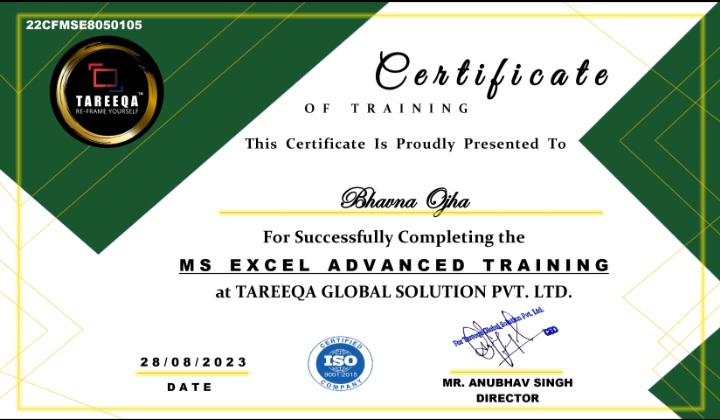 22CFMSE8050105
TAREEQA™
RE-FRAME YOURSELF
Certificate
OF TRAINING
This Certificate Is Proudly Presented To
Bhavna Ojha
For Successfully Completing the
MS EXCEL ADVANCED TRAINING
at TAREEQA GLOBAL SOLUTION PVT. LTD.
For Tareeqa Global Solution Pvt. Ltd.
CEO
28/08/2023
DATE
CERTIFIED
ISO
9001:2015
COMPANY
MR. ANUBHAV SINGH
DIRECTOR